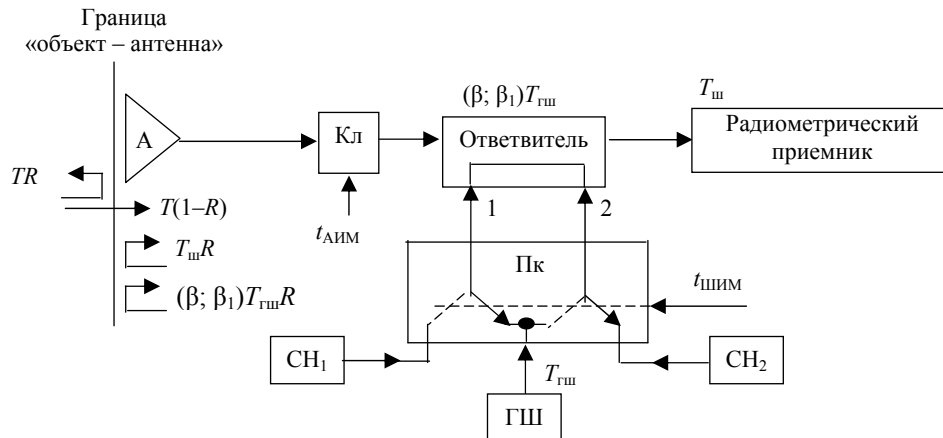 Граница
«объект – антенна»
А
Кл
(β; β₁)Tгш
Ответвитель
Tш
Радиометрический
приемник
TR
T(1–R)
TшR
(β; β₁)TгшR
tАИМ
1
2
Пк
tШИМ
СН₁
Tгш
СН₂
ГШ